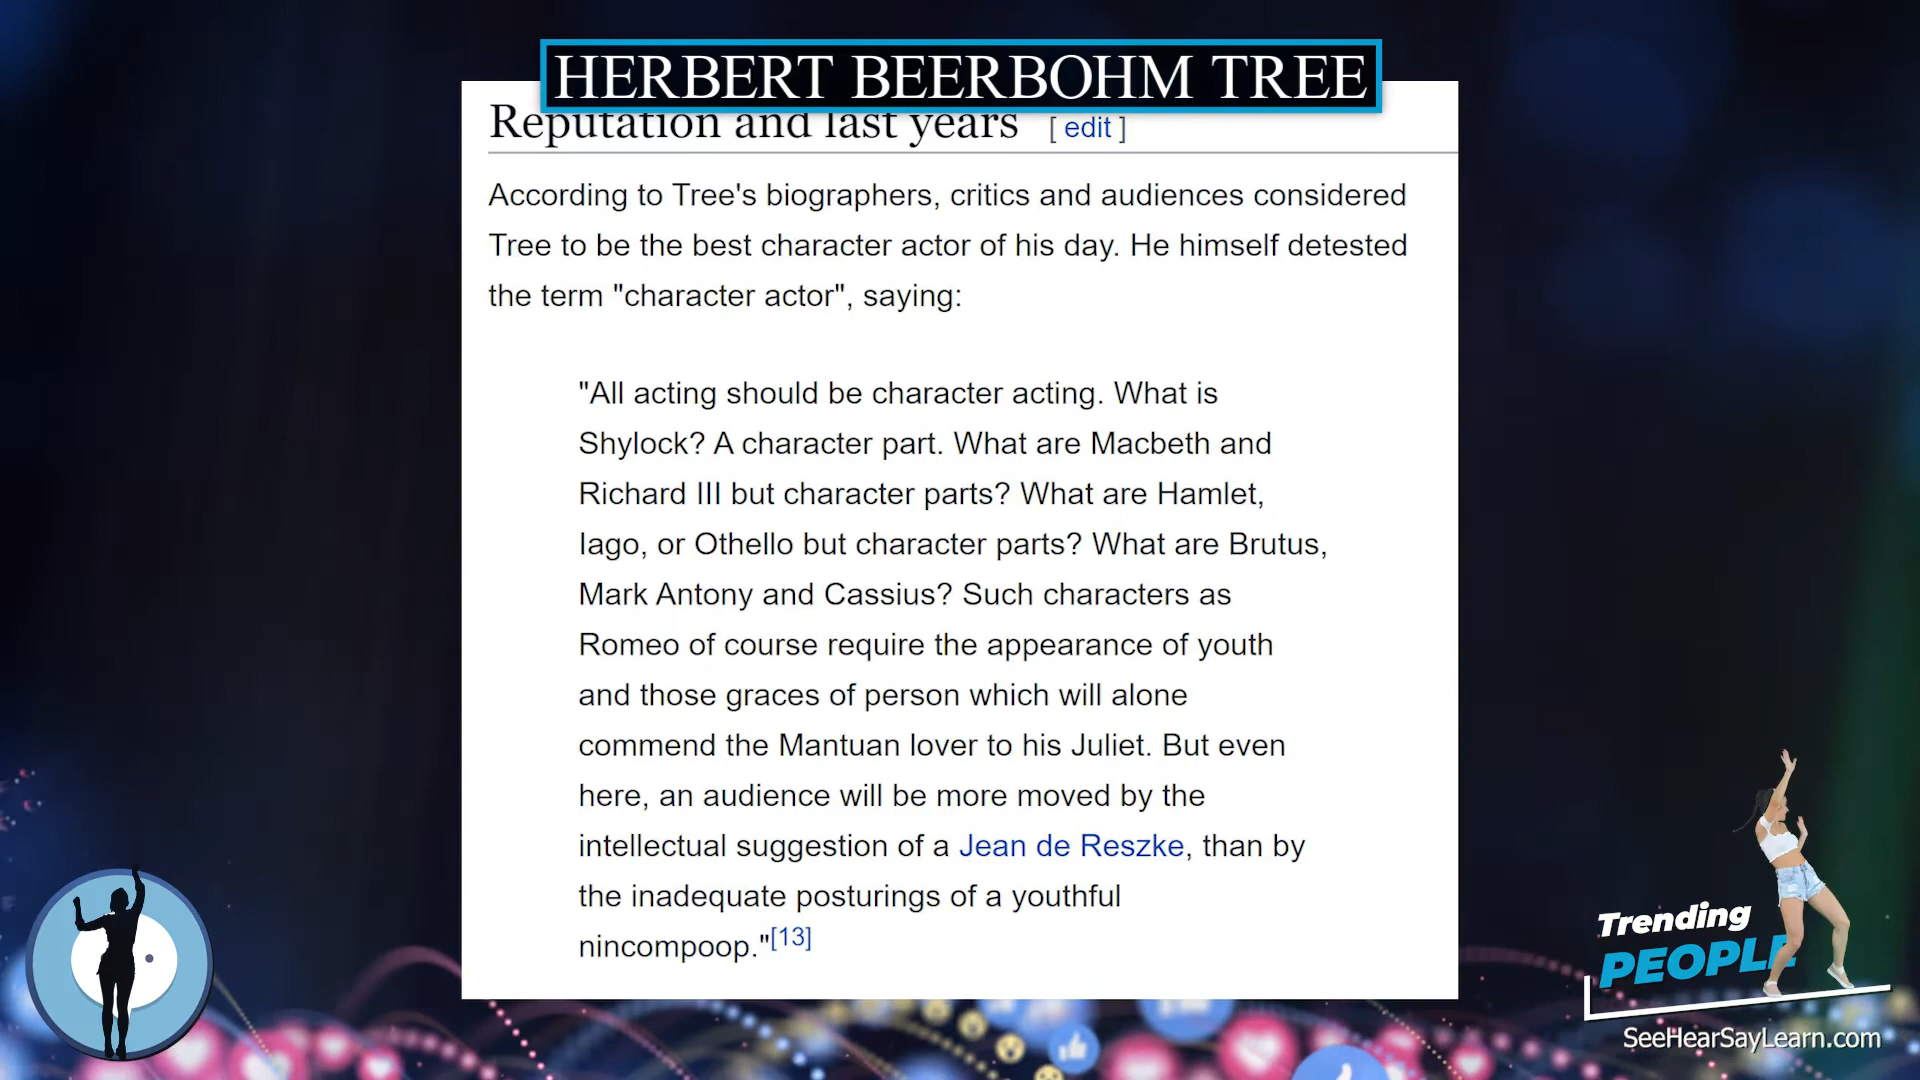 HERBERT BEERBOHM TREE
Reputation and last years [ edit ]
According to Tree's biographers, critics and audiences considered
Tree to be the best character actor of his day. He himself detested
the term "character actor", saying:
"All acting should be character acting. What is
Shylock? A character part. What are Macbeth and
Richard III but character parts? What are Hamlet,
Iago, or Othello but character parts? What are Brutus,
Mark Antony and Cassius? Such characters as
Romeo of course require the appearance of youth
and those graces of person which will alone
commend the Mantuan lover to his Juliet. But even
here, an audience will be more moved by the
intellectual suggestion of a Jean de Reszke, than by
the inadequate posturings of a youthful
nincompoop."[13]
Trending
PEOPLE
SeeHearSayLearn.com